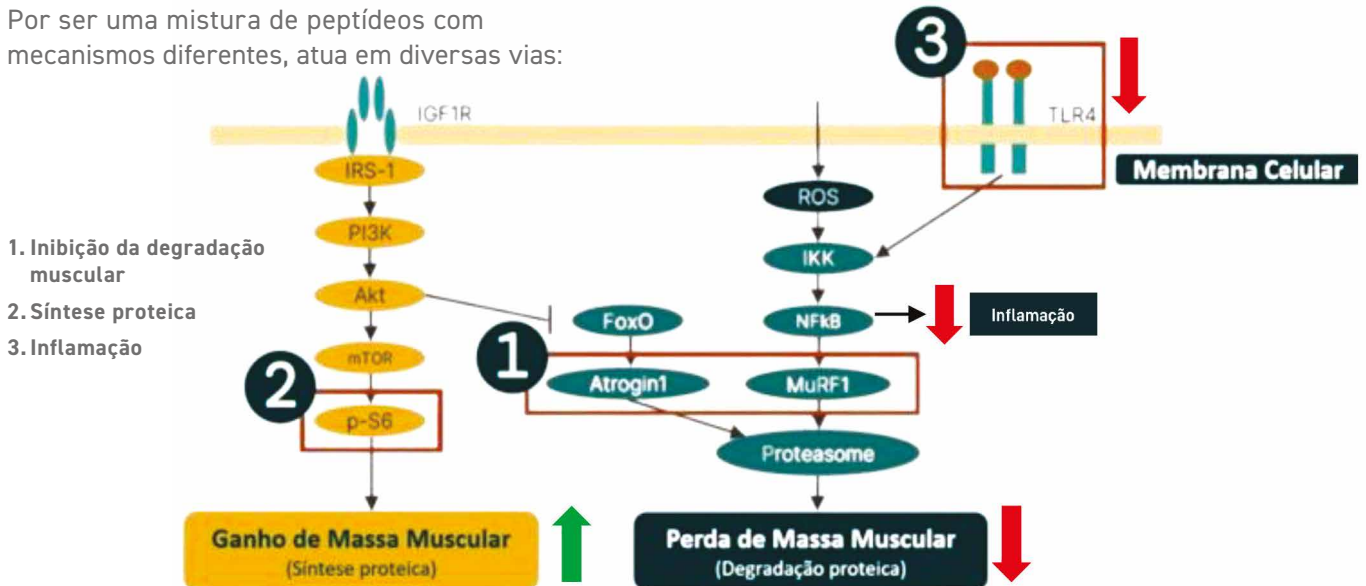 Por ser uma mistura de peptídeos com
mecanismos diferentes, atua em diversas vias:
3
IGF1R
TLR4
IRS-1
ROS
Membrana Celular
PI3K
IKK
1. Inibição da degradação
muscular
2. Síntese proteica
3. Inflamação
Akt
FoxO
NFkB
Inflamação
mTOR
1
2
Atrogin1
MuRF1
p-S6
Proteasome
Ganho de Massa Muscular
(Síntese proteica)
Perda de Massa Muscular
(Degradação proteica)